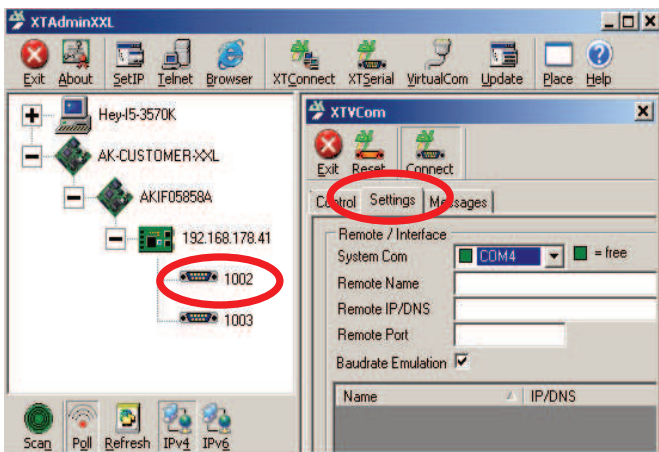 XTAdminXXL
Exit About SetIP Telnet Browser XTConnect XTSerial VirtualCom Update Place Help
Hey-I5-3570K
AK-CUSTOMER-XXL
AKIF05858A
192.168.178.41
1002
1003
Scan Poll Refresh IPv4 IPv6
XTVCom
Exit Reset Connect
Control Settings Messages
Remote / Interface
System Com COM4 = free
Remote Name
Remote IP/DNS
Remote Port
Baudrate Emulation
Name IP/DNS